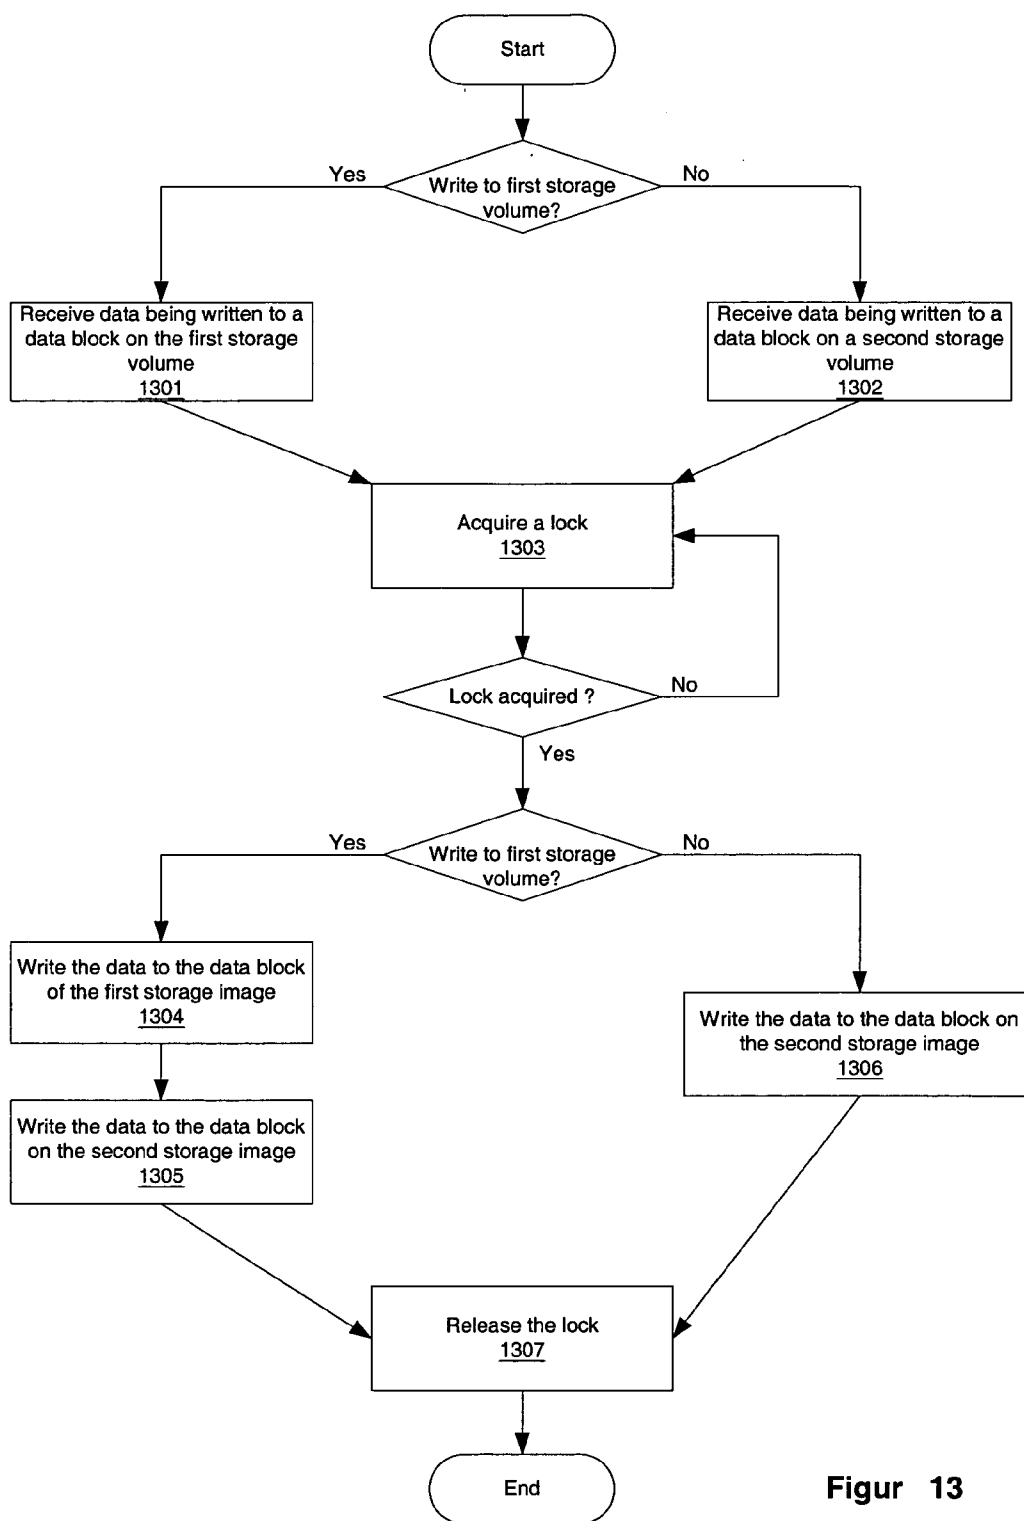 Start
Yes
No
Write to first storage
volume?
Receive data being written to a
data block on the first storage
volume
1301
Receive data being written to a
data block on a second storage
volume
1302
Acquire a lock
1303
Lock acquired ?
No
Yes
Yes
No
Write to first storage
volume?
Write the data to the data block
of the first storage image
1304
Write the data to the data block on
the second storage image
1306
Write the data to the data block
on the second storage image
1305
Release the lock
1307
End
Figur 13